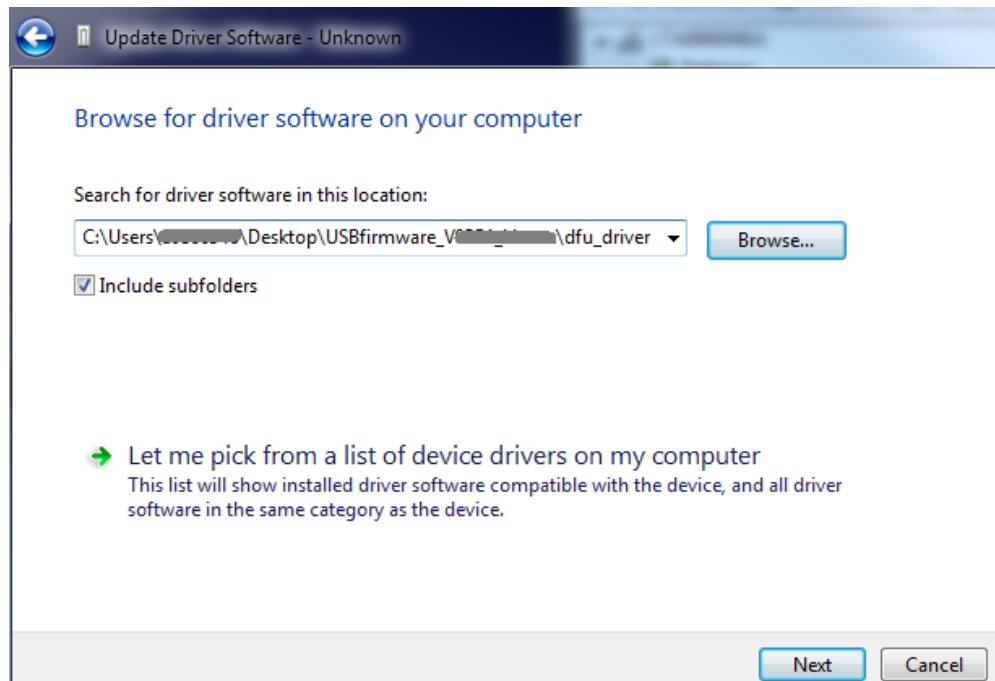 Update Driver Software - Unknown
Browse for driver software on your computer
Search for driver software in this location:
C:\Users\ \Desktop\USBfirmware_V \dfu_driver
Browse...
Include subfolders
Let me pick from a list of device drivers on my computer
This list will show installed driver software compatible with the device, and all driver
software in the same category as the device.
Next
Cancel